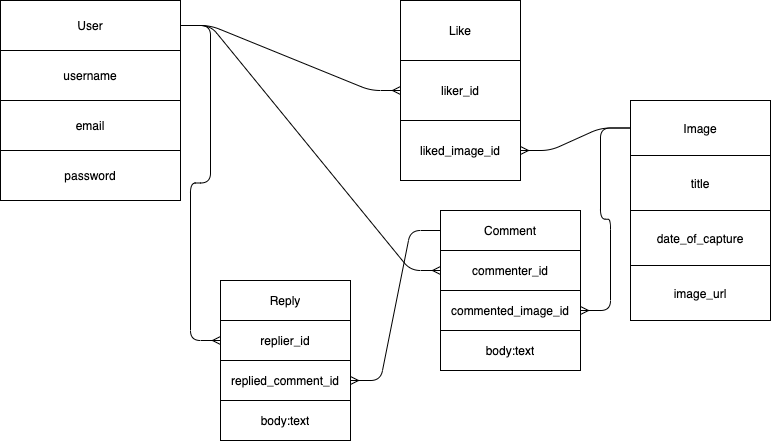 User
username
email
password
Like
liker_id
liked_image_id
Image
title
date_of_capture
image_url
Comment
commenter_id
commented_image_id
body:text
Reply
replier_id
replied_comment_id
body:text